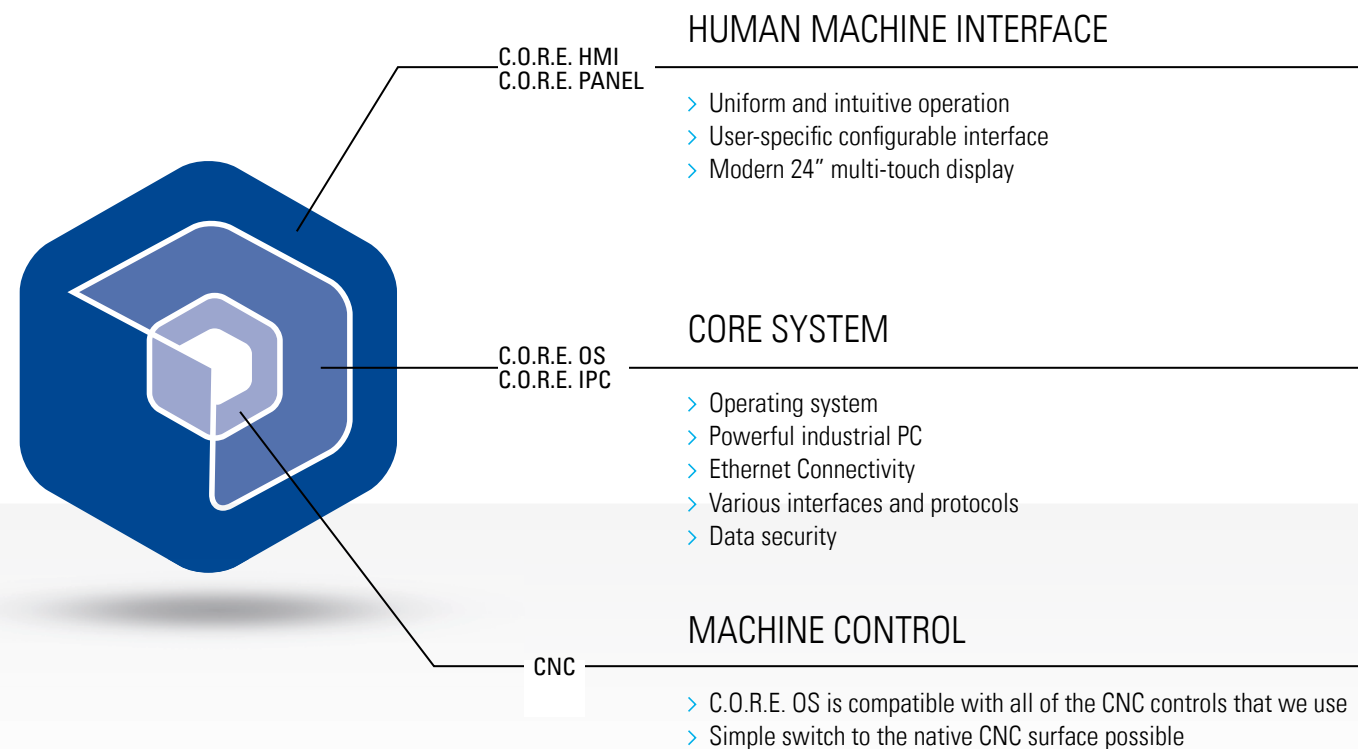 HUMAN MACHINE INTERFACE
C.O.R.E. HMI
C.O.R.E. PANEL
> Uniform and intuitive operation
> User-specific configurable interface
> Modern 24” multi-touch display
CORE SYSTEM
C.O.R.E. OS
C.O.R.E. IPC
> Operating system
> Powerful industrial PC
> Ethernet Connectivity
> Various interfaces and protocols
> Data security
MACHINE CONTROL
CNC
> C.O.R.E. OS is compatible with all of the CNC controls that we use
> Simple switch to the native CNC surface possible